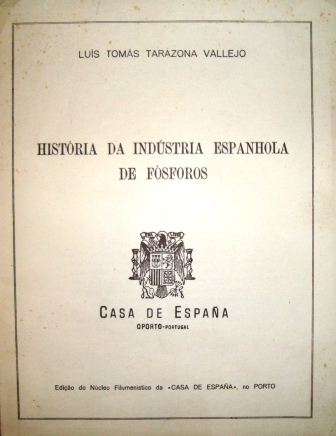 LUÍS TOMÁS TARAZONA VALLEJO
HISTÓRIA DA INDÚSTRIA ESPANHOLA
DE FÒSFOROS
CASA DE ESPAÑA
OPORTO-PORTUGAL
Edição do Núcleo Filumenístico da «CASA DE ESPAÑA», no PORTO